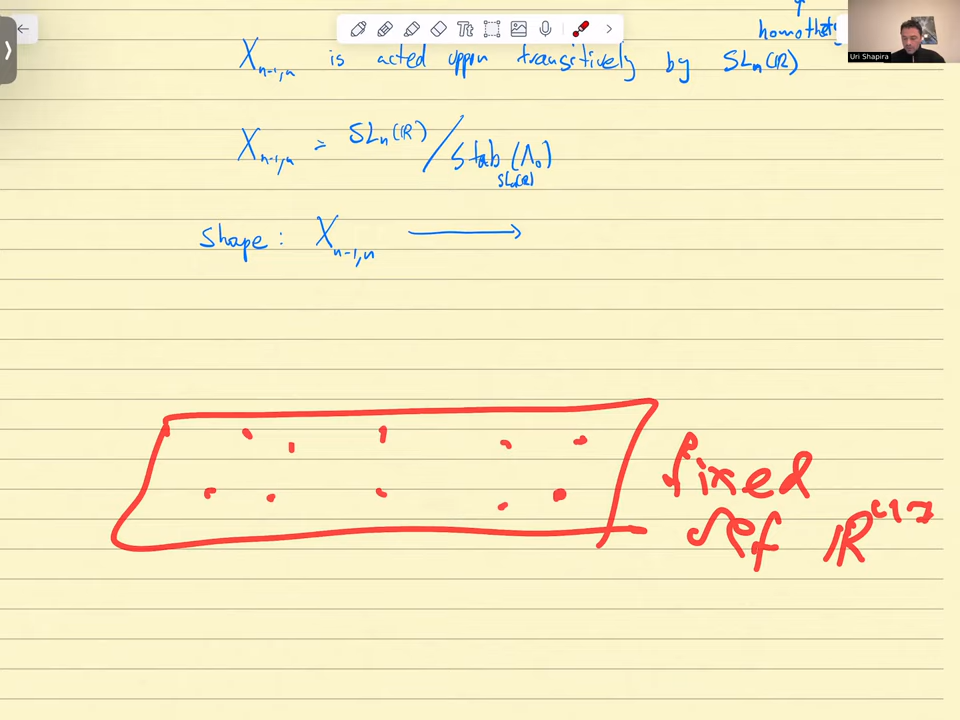 homothety
X_{n-1,n} is acted uppon transitively by SL_n(R)
Uri Shapira
X_{n-1,n} = SL_n(R) / Stab_{SL_n(R)} (Λ_0)
Shape : X_{n-1,n} ⟶
fixed
ref R^{n-1}